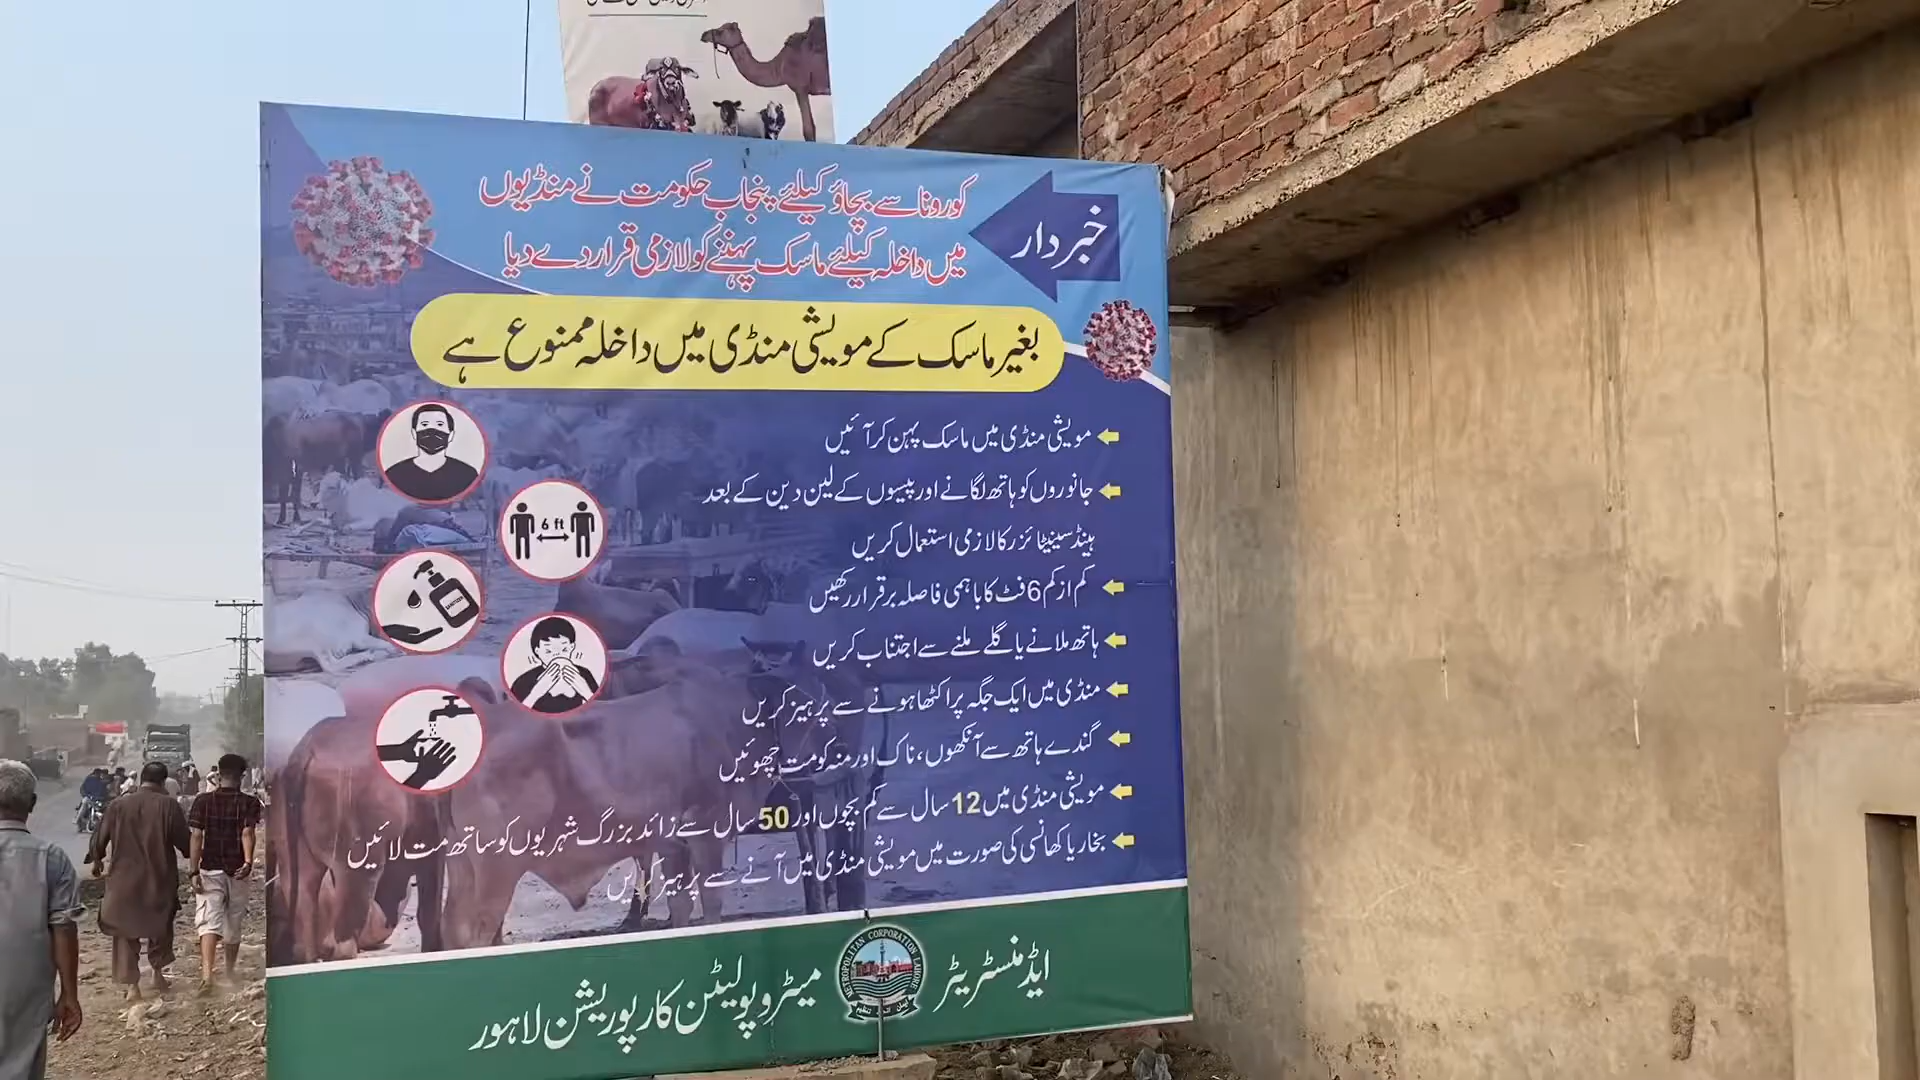 خبردار
کورونا سے بچاؤ کیلئے پنجاب حکومت نے منڈیوں
میں داخلہ کیلئے ماسک پہننے کو لازمی قرار دے دیا
بغیر ماسک کے مویشی منڈی میں داخلہ ممنوع ہے
مویشی منڈی میں ماسک پہن کر آئیں
جانوروں کو ہاتھ لگانے اور پیسوں کے لین دین کے بعد
ہینڈ سینیٹائزر کا لازمی استعمال کریں
کم از کم 6 فٹ کا باہمی فاصلہ برقرار رکھیں
ہاتھ ملانے یا گلے ملنے سے اجتناب کریں
منڈی میں ایک جگہ پر اکٹھا ہونے سے پرہیز کریں
گندے ہاتھ سے آنکھوں، ناک اور منہ کو مت چھوئیں
مویشی منڈی میں 12 سال سے کم بچوں اور 50 سال سے زائد بزرگ شہریوں کو ساتھ مت لائیں
بخار یا کھانسی کی صورت میں مویشی منڈی میں آنے سے پرہیز کریں
6 ft
ایڈمنسٹریٹر
METROPOLITAN CORPORATION LAHORE
میٹروپولیٹن کارپوریشن لاہور